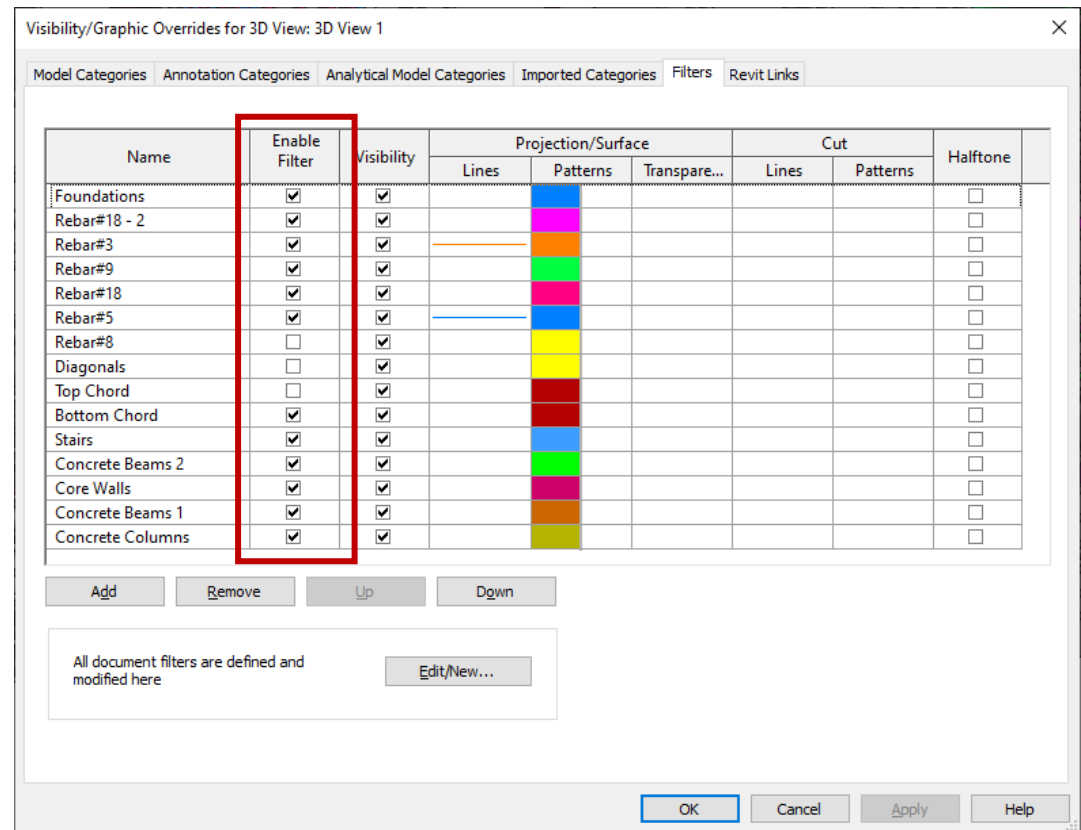 Visibility/Graphic Overrides for 3D View: 3D View 1
Model Categories Annotation Categories Analytical Model Categories Imported Categories Filters Revit Links
Name Enable Filter Visibility Projection/Surface Cut Halftone
Lines Patterns Transpare... Lines Patterns
Foundations
Rebar#18 - 2
Rebar#3
Rebar#9
Rebar#18
Rebar#5
Rebar#8
Diagonals
Top Chord
Bottom Chord
Stairs
Concrete Beams 2
Core Walls
Concrete Beams 1
Concrete Columns
Add Remove Up Down
All document filters are defined and
modified here
Edit/New...
OK Cancel Apply Help